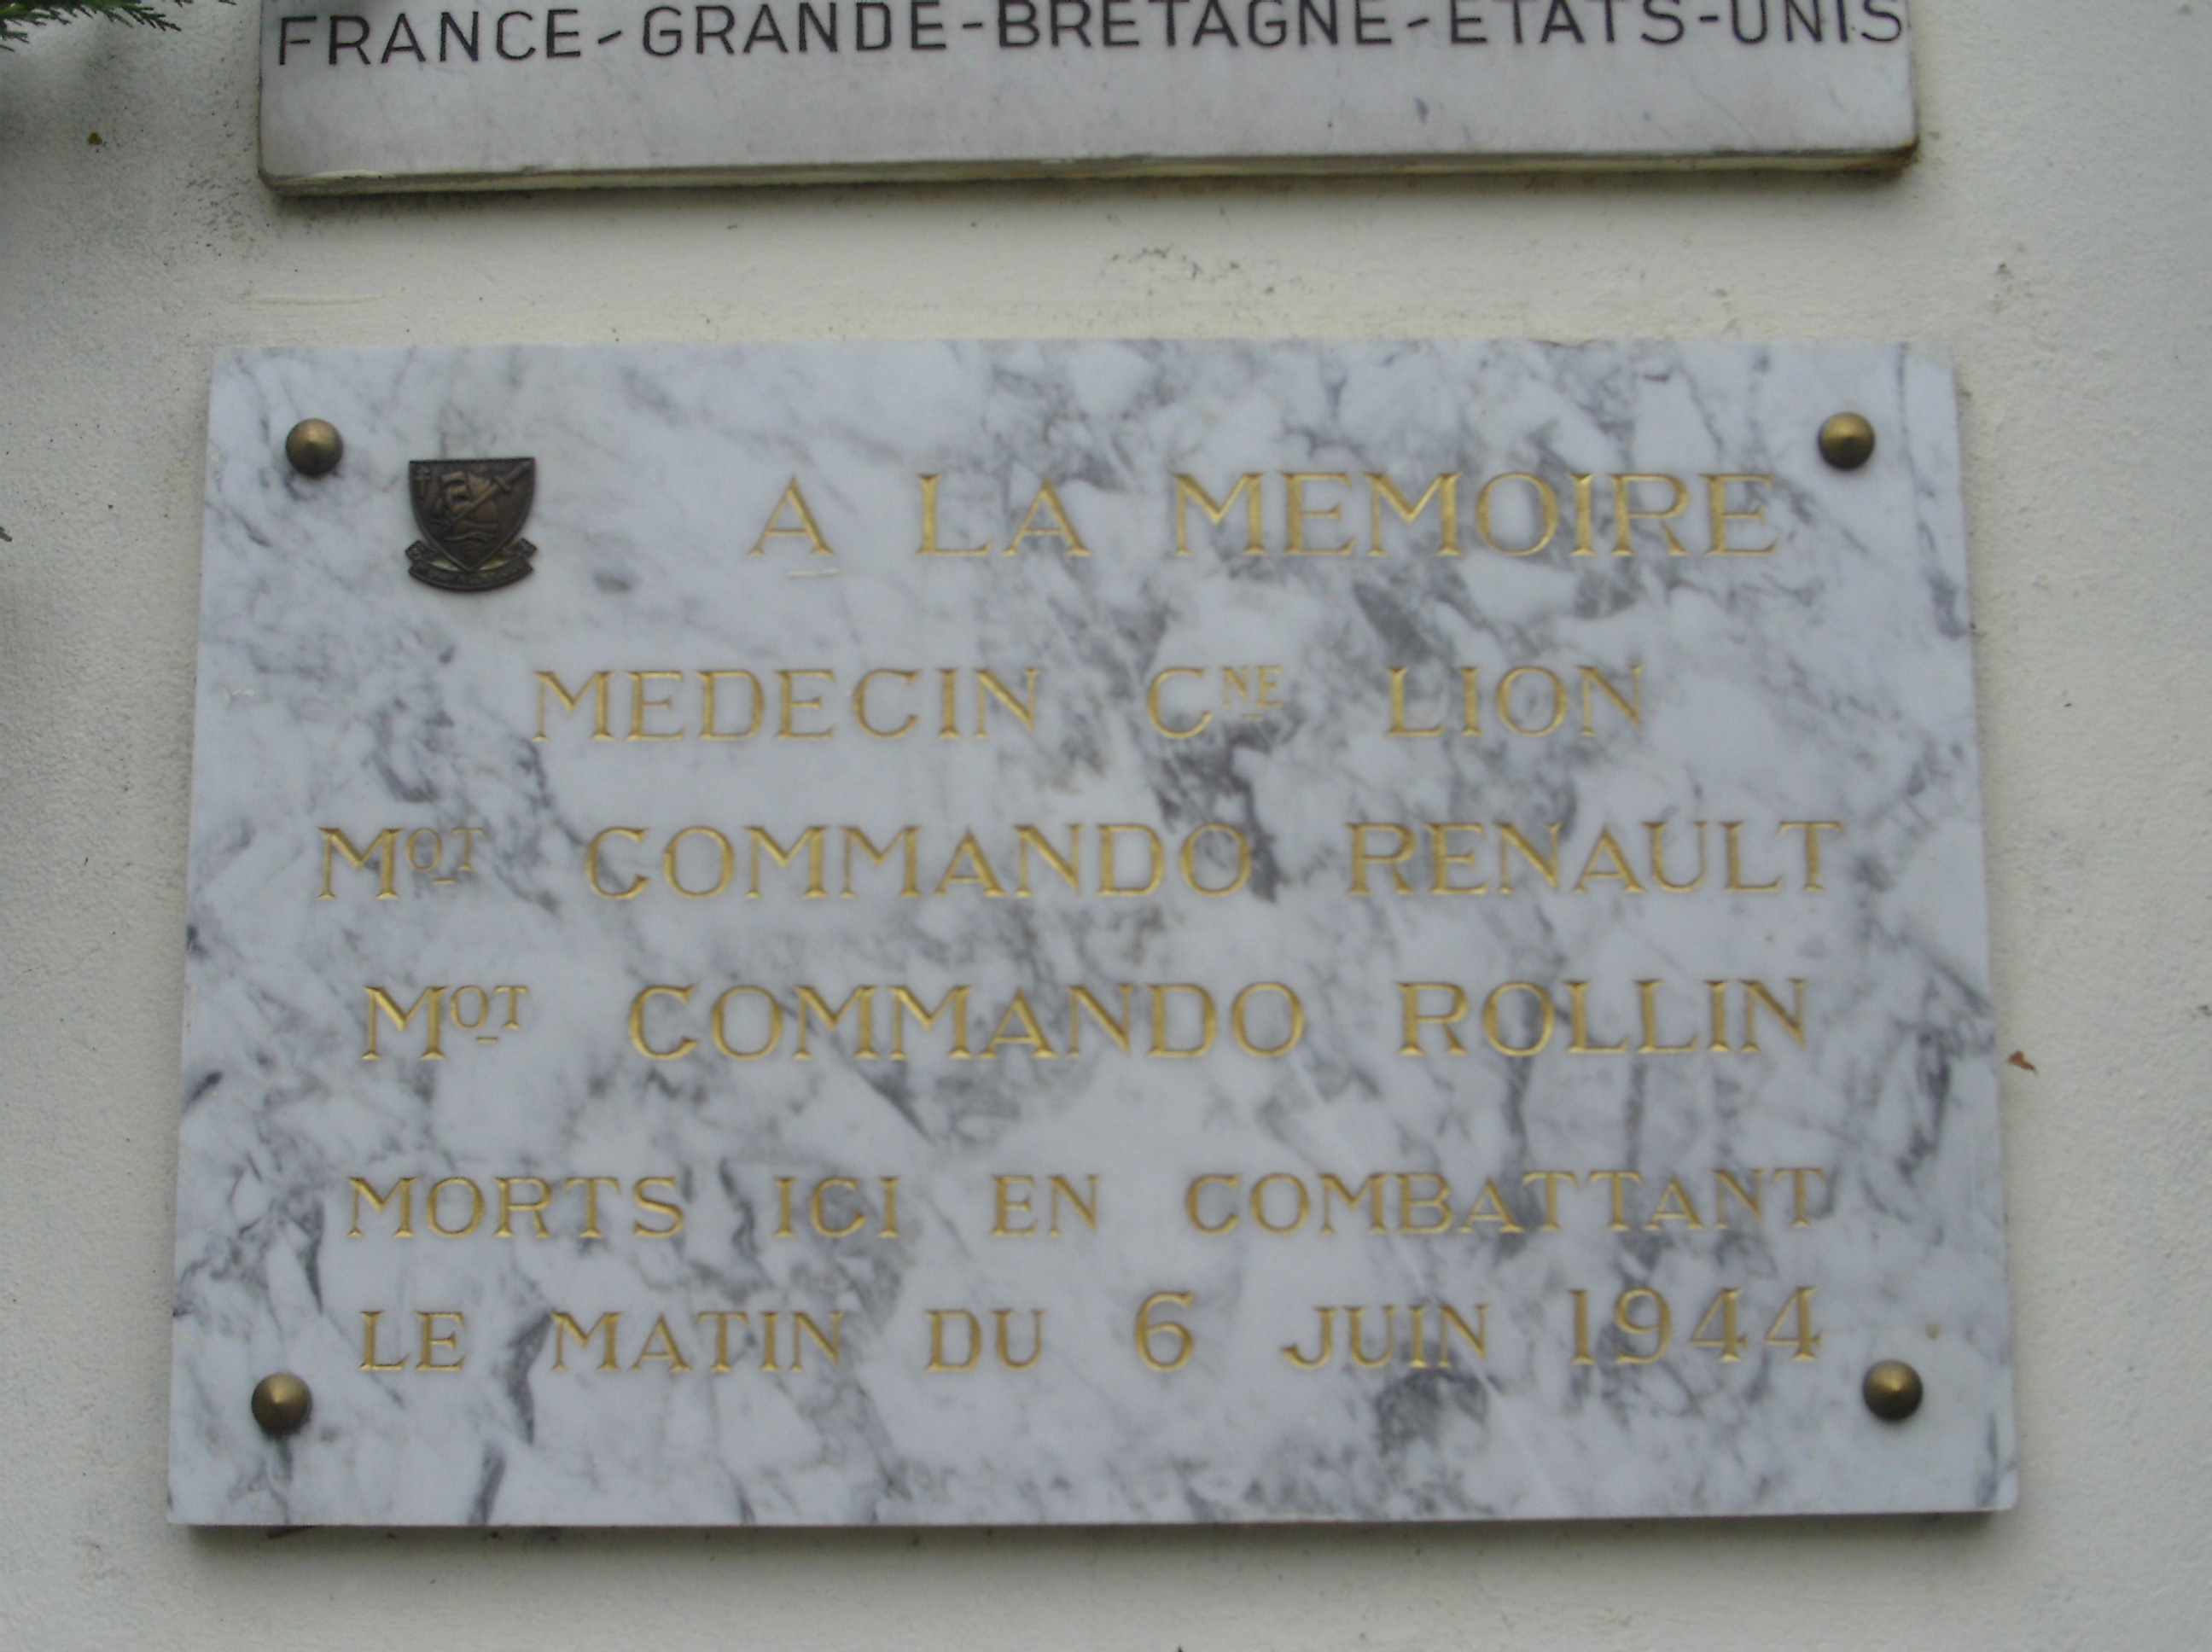 FRANCE-GRANDE-BRETAGNE-ETATS-UNIS
A LA MEMOIRE
MEDECIN CNE LION
MOT COMMANDO RENAULT
MOT COMMANDO ROLLIN
MORTS ICI EN COMBATTANT
LE MATIN DU 6 JUIN 1944